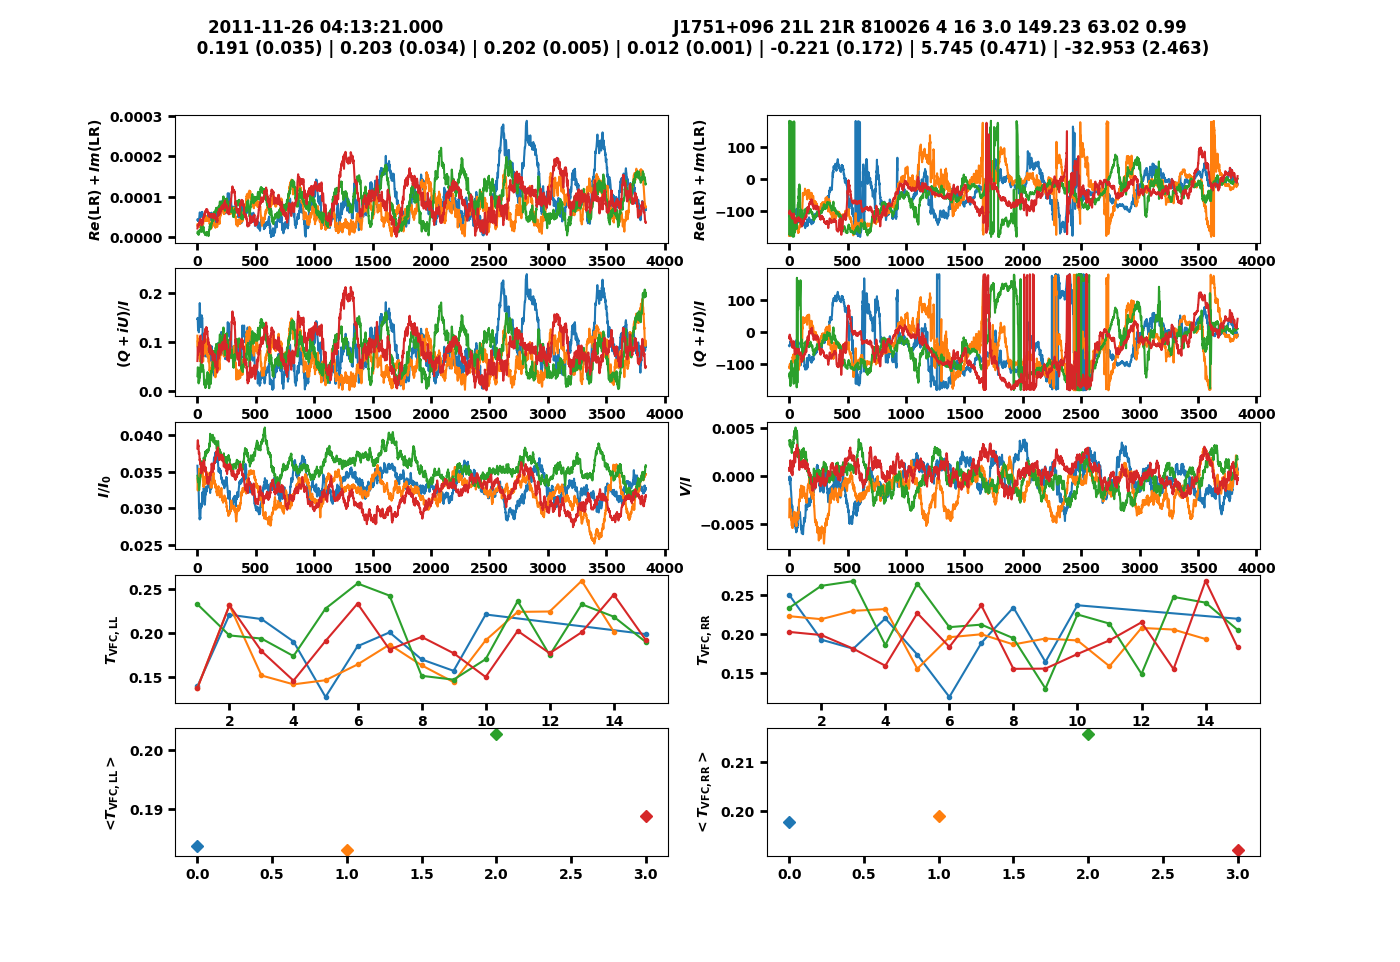 2011-11-26 04:13:21.000 J1751+096 21L 21R 810026 4 16 3.0 149.23 63.02 0.99
0.191 (0.035) | 0.203 (0.034) | 0.202 (0.005) | 0.012 (0.001) | -0.221 (0.172) | 5.745 (0.471) | -32.953 (2.463)
Re(LR) + Im(LR)
0.0003
0.0002
0.0001
0.0000
0 500 1000 1500 2000 2500 3000 3500 4000
Re(LR) + Im(LR)
100
0
−100
0 500 1000 1500 2000 2500 3000 3500 4000
(Q + iU)/I
0.2
0.1
0.0
0 500 1000 1500 2000 2500 3000 3500 4000
(Q + iU)/I
100
0
−100
0 500 1000 1500 2000 2500 3000 3500 4000
I/I0
0.040
0.035
0.030
0.025
0 500 1000 1500 2000 2500 3000 3500 4000
V/I
0.005
0.000
−0.005
0 500 1000 1500 2000 2500 3000 3500 4000
TVFC, LL
0.25
0.20
0.15
2 4 6 8 10 12 14
TVFC, RR
0.25
0.20
0.15
2 4 6 8 10 12 14
<TVFC, LL >
0.20
0.19
0.0 0.5 1.0 1.5 2.0 2.5 3.0
< TVFC, RR >
0.21
0.20
0.0 0.5 1.0 1.5 2.0 2.5 3.0